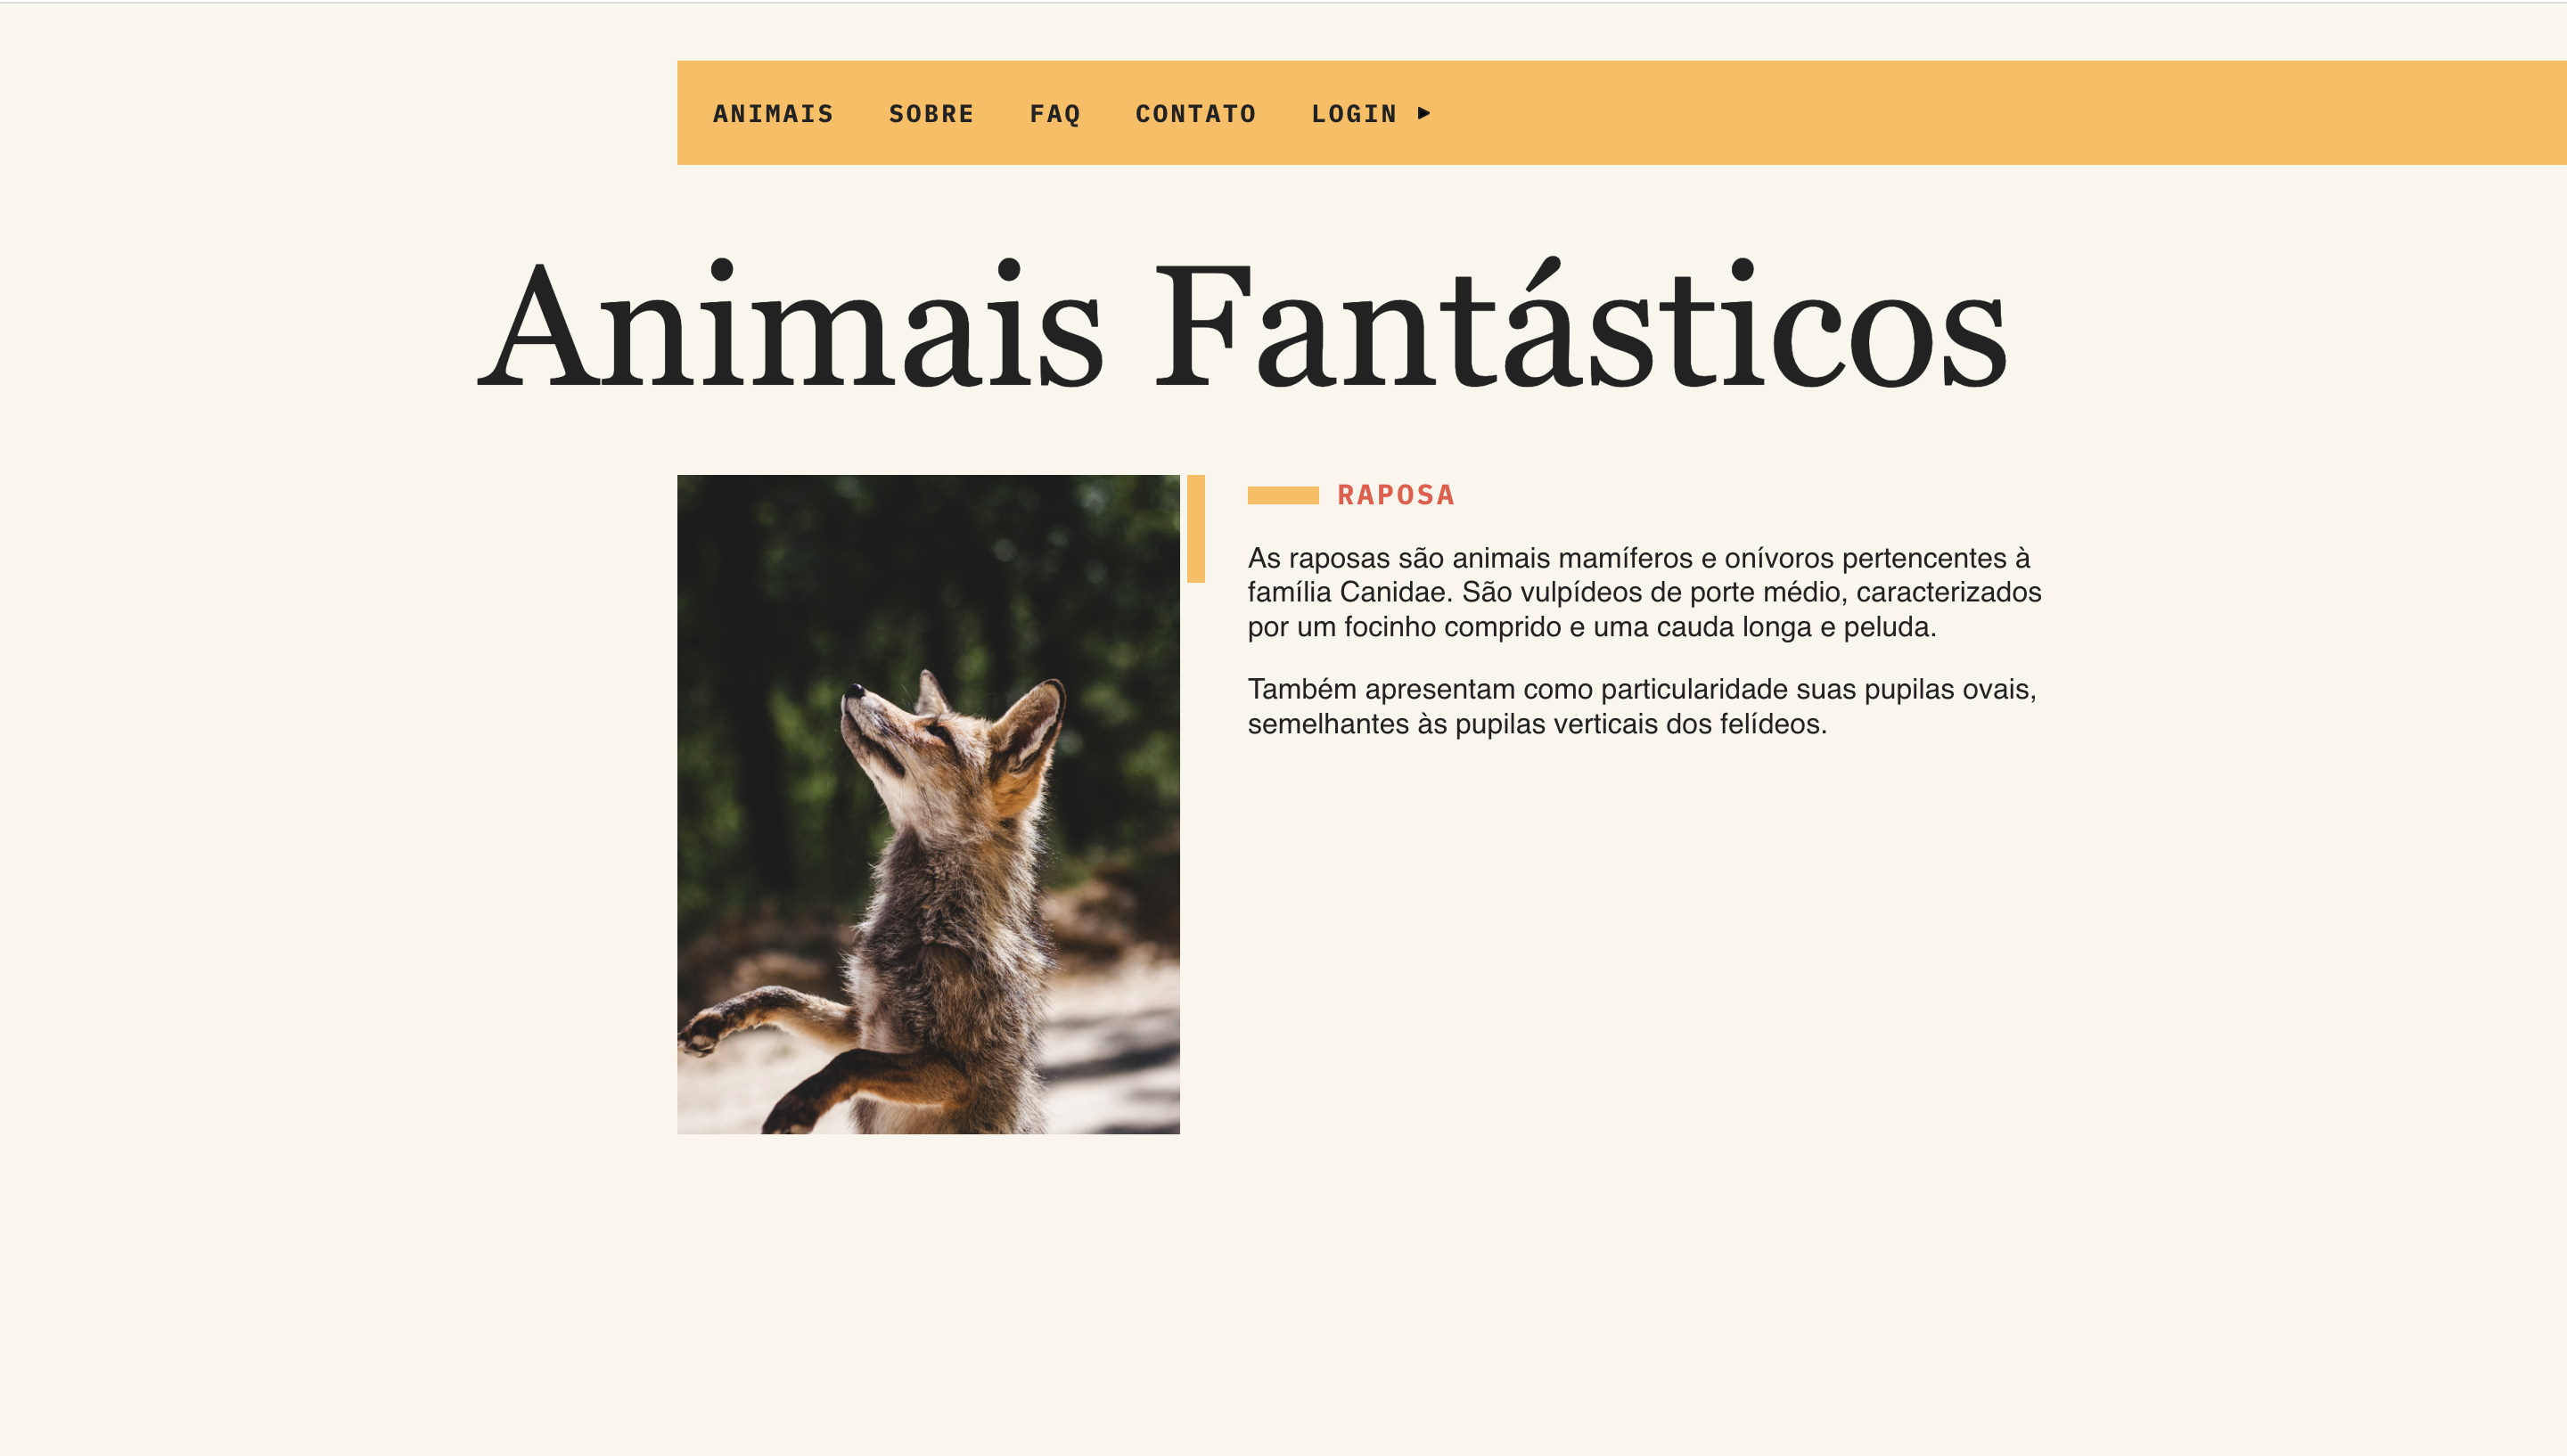 ANIMAIS SOBRE FAQ CONTATO LOGIN ▸
Animais Fantásticos
RAPOSA
As raposas são animais mamíferos e onívoros pertencentes à
família Canidae. São vulpídeos de porte médio, caracterizados
por um focinho comprido e uma cauda longa e peluda.
Também apresentam como particularidade suas pupilas ovais,
semelhantes às pupilas verticais dos felídeos.